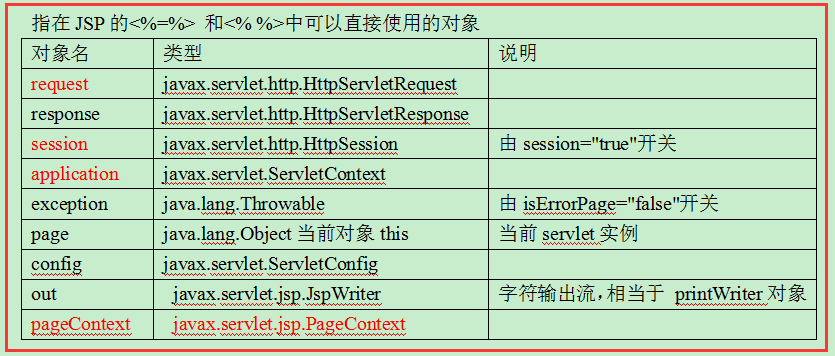 指在 JSP 的<%=%> 和<% %>中可以直接使用的对象
对象名 类型 说明
request javax.servlet.http.HttpServletRequest
response javax.servlet.http.HttpServletResponse
session javax.servlet.http.HttpSession 由 session="true"开关
application javax.servlet.ServletContext
exception java.lang.Throwable 由 isErrorPage="false"开关
page java.lang.Object 当前对象 this 当前 servlet 实例
config javax.servlet.ServletConfig
out javax.servlet.jsp.JspWriter 字符输出流，相当于 printWriter 对象
pageContext javax.servlet.jsp.PageContext